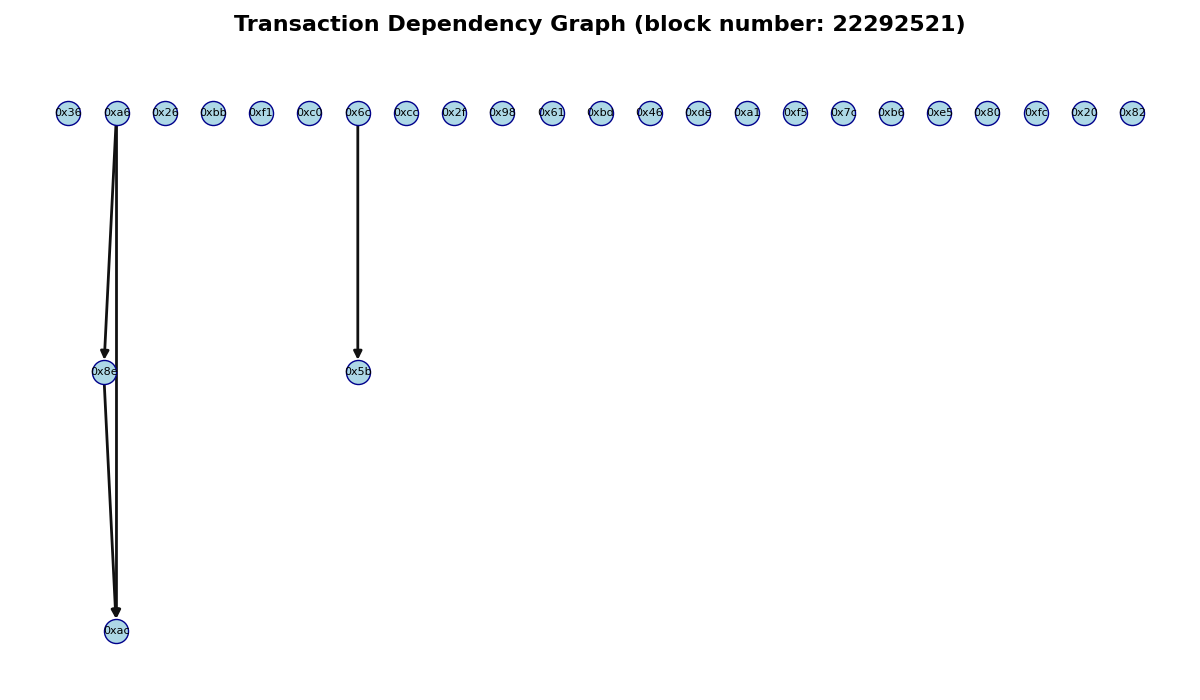 Transaction Dependency Graph (block number: 22292521)
0x36 0xa6 0x26 0xbb 0xf1 0xc0 0x6c 0xcc 0x2f 0x98 0x61 0xbd 0x46 0xde 0xa1 0xf5 0x7c 0xb6 0xe5 0x80 0xfc 0x20 0x82
0x8e 0x5b
0xac